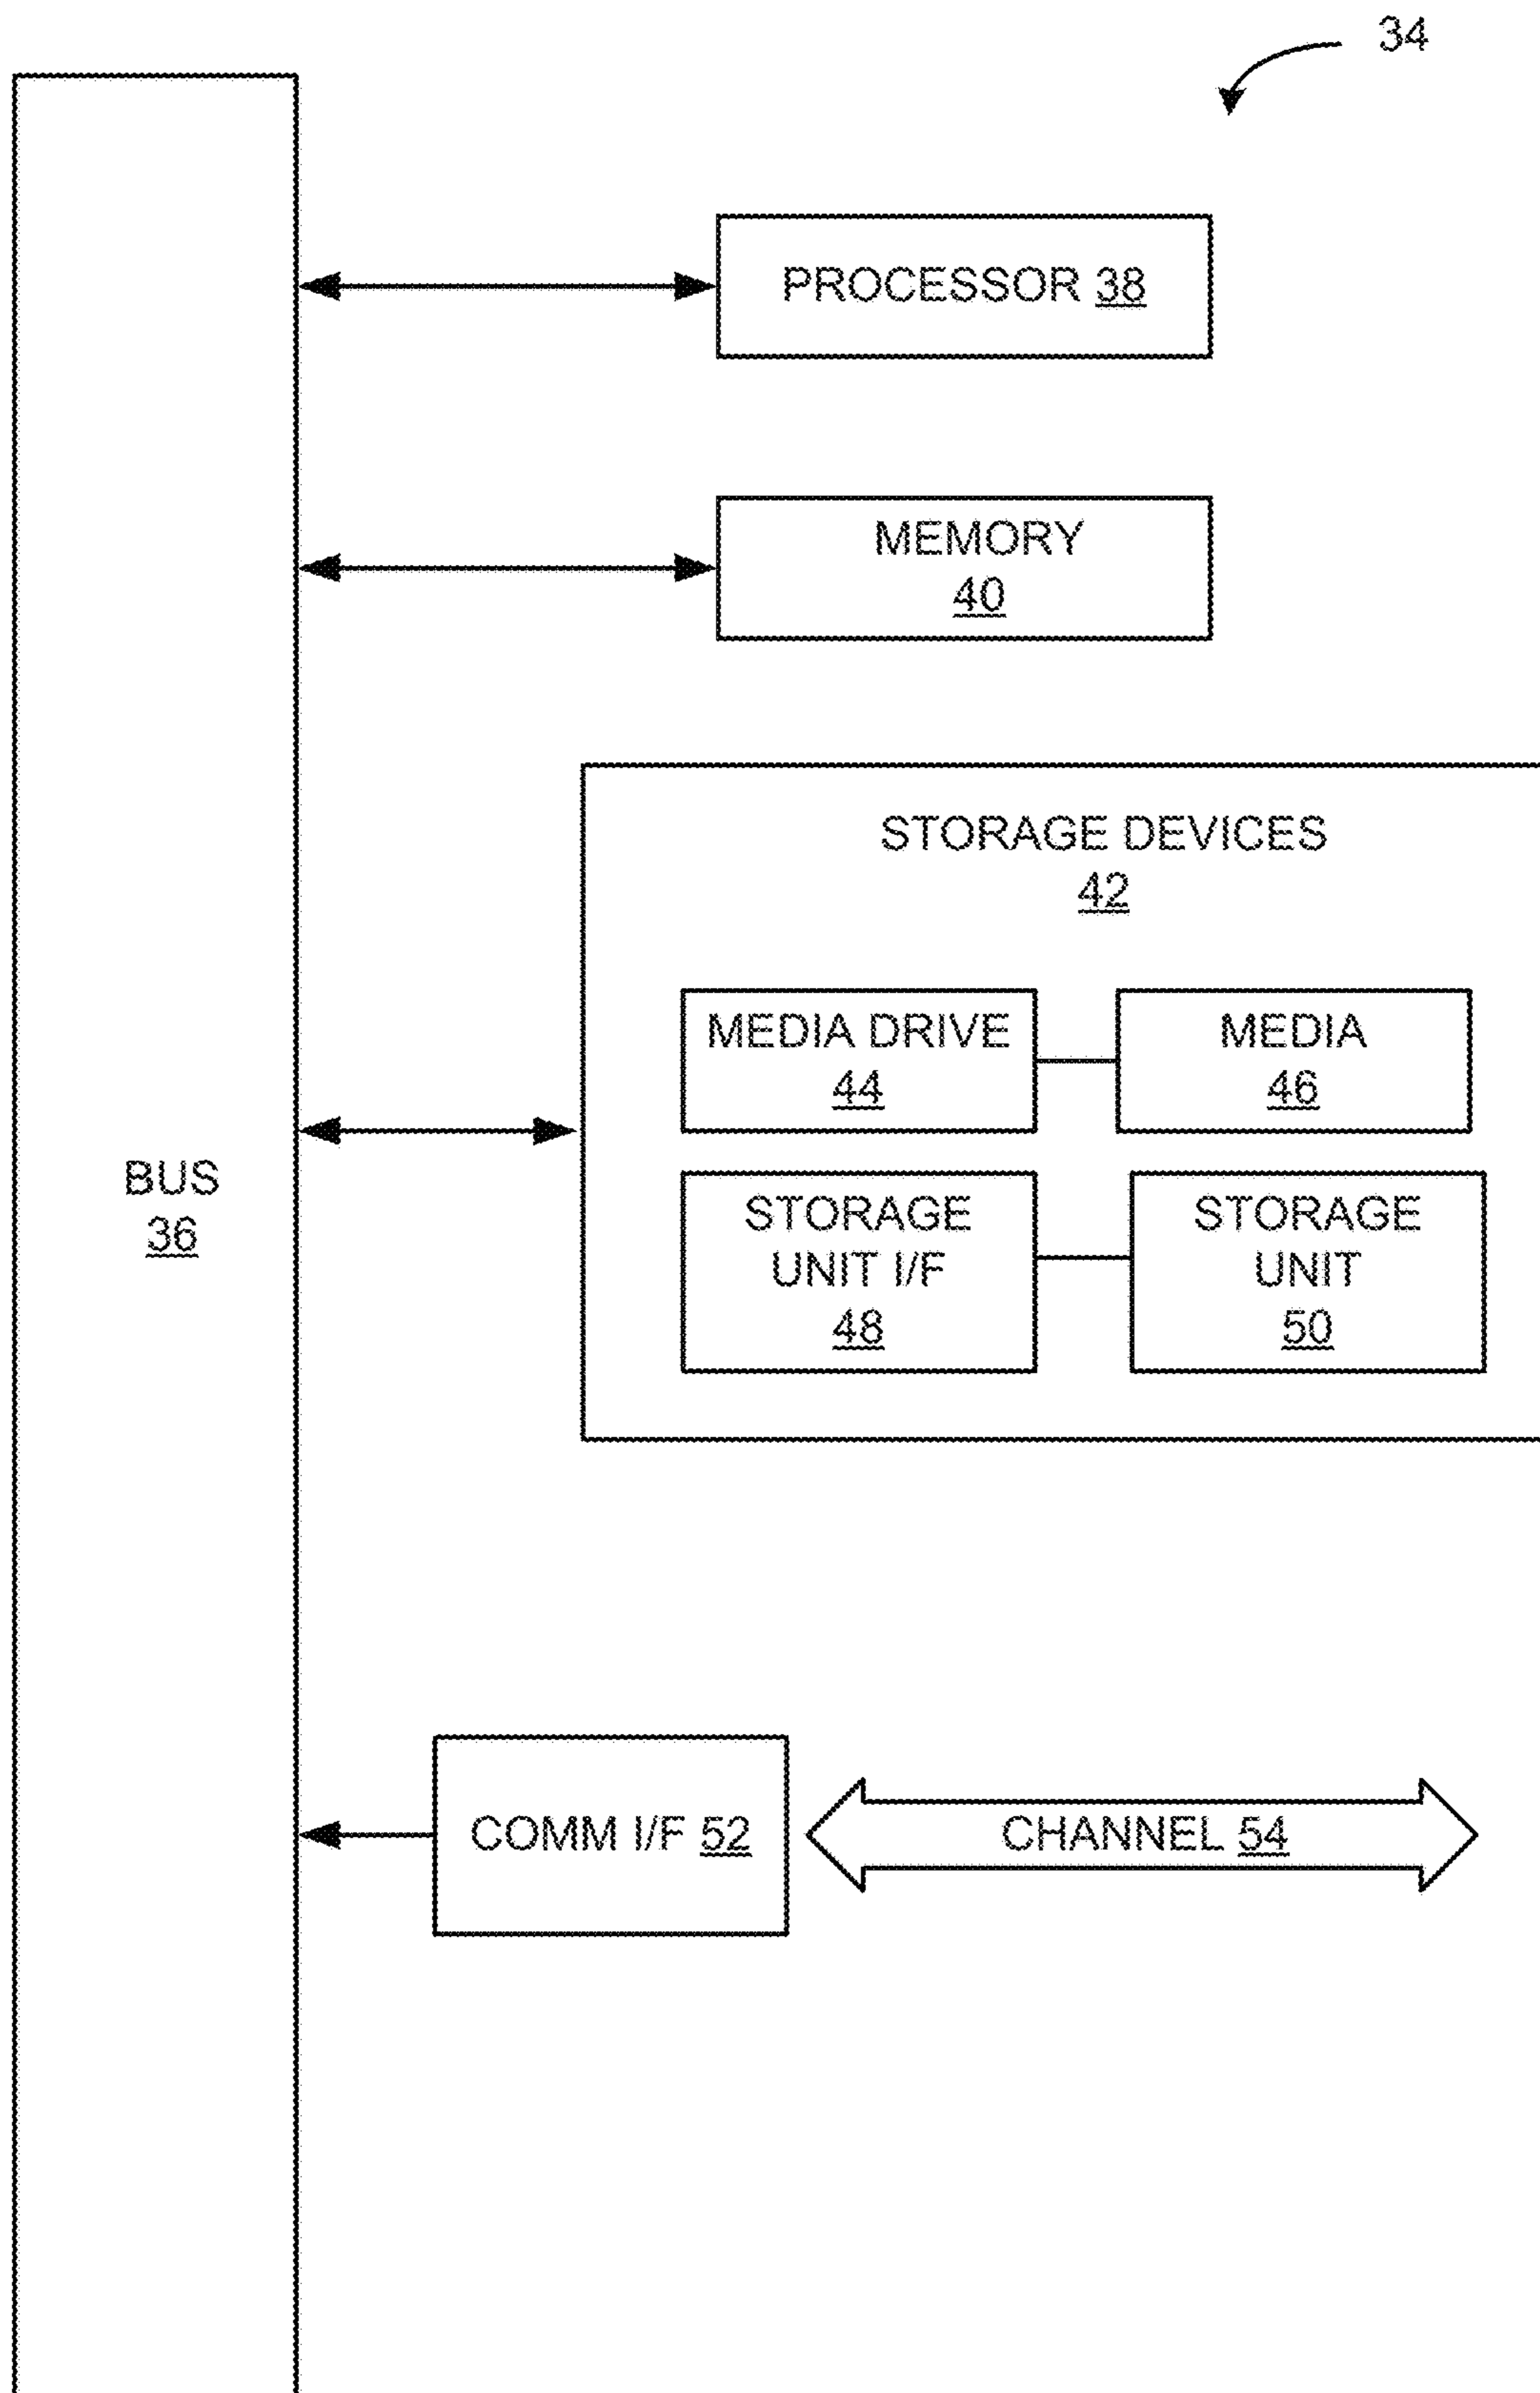 34
PROCESSOR 38
MEMORY
40
STORAGE DEVICES
42
MEDIA DRIVE
44
MEDIA
46
BUS
36
STORAGE
UNIT I/F
48
STORAGE
UNIT
50
COMM I/F 52
CHANNEL 54